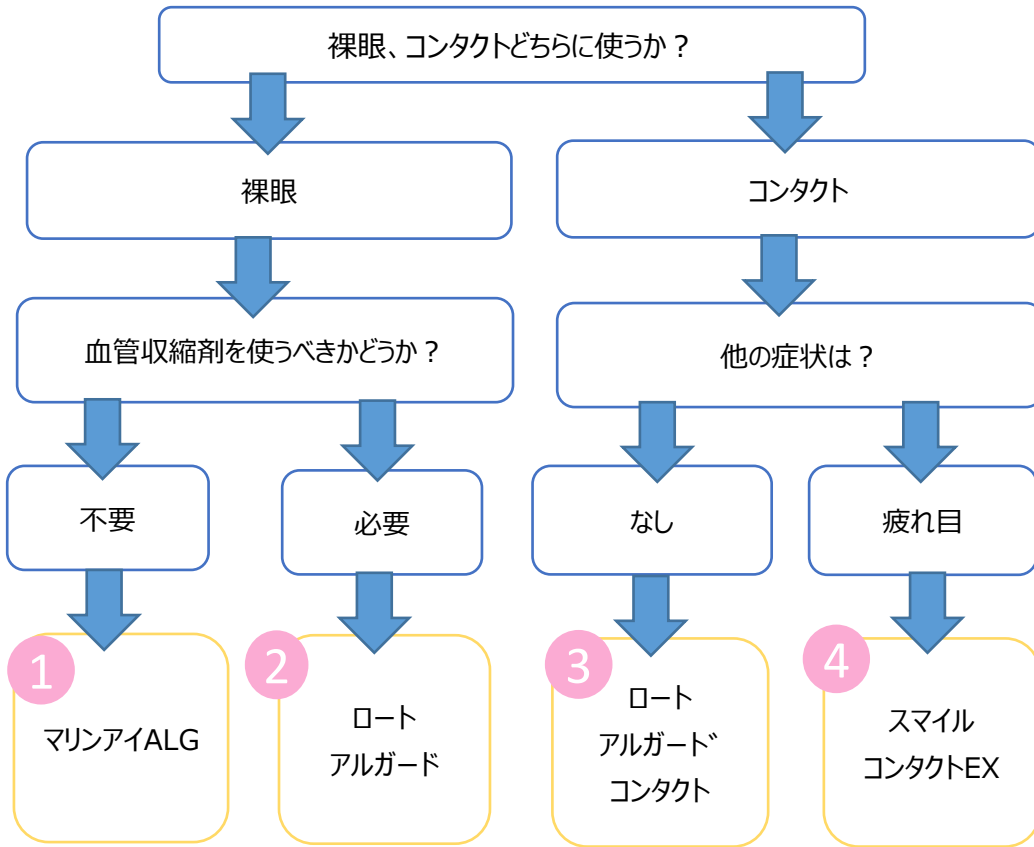 裸眼、コンタクトどちらに使うか？
裸眼
コンタクト
血管収縮剤を使うべきかどうか？
他の症状は？
不要
必要
なし
疲れ目
1
マリンアイALG
2
ロート
アルガード
3
ロート
アルガード゛
コンタクト
4
スマイル
コンタクトEX